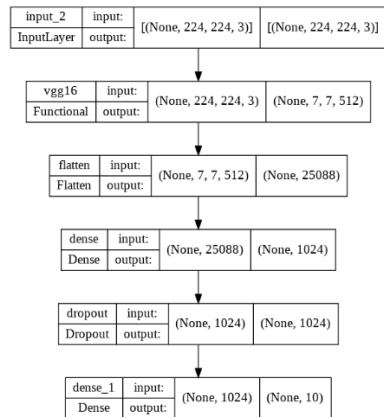 input_2 input: [(None, 224, 224, 3)] [(None, 224, 224, 3)]
InputLayer output:
vgg16 input: (None, 224, 224, 3) (None, 7, 7, 512)
Functional output:
flatten input: (None, 7, 7, 512) (None, 25088)
Flatten output:
dense input: (None, 25088) (None, 1024)
Dense output:
dropout input: (None, 1024) (None, 1024)
Dropout output:
dense_1 input: (None, 1024) (None, 10)
Dense output: